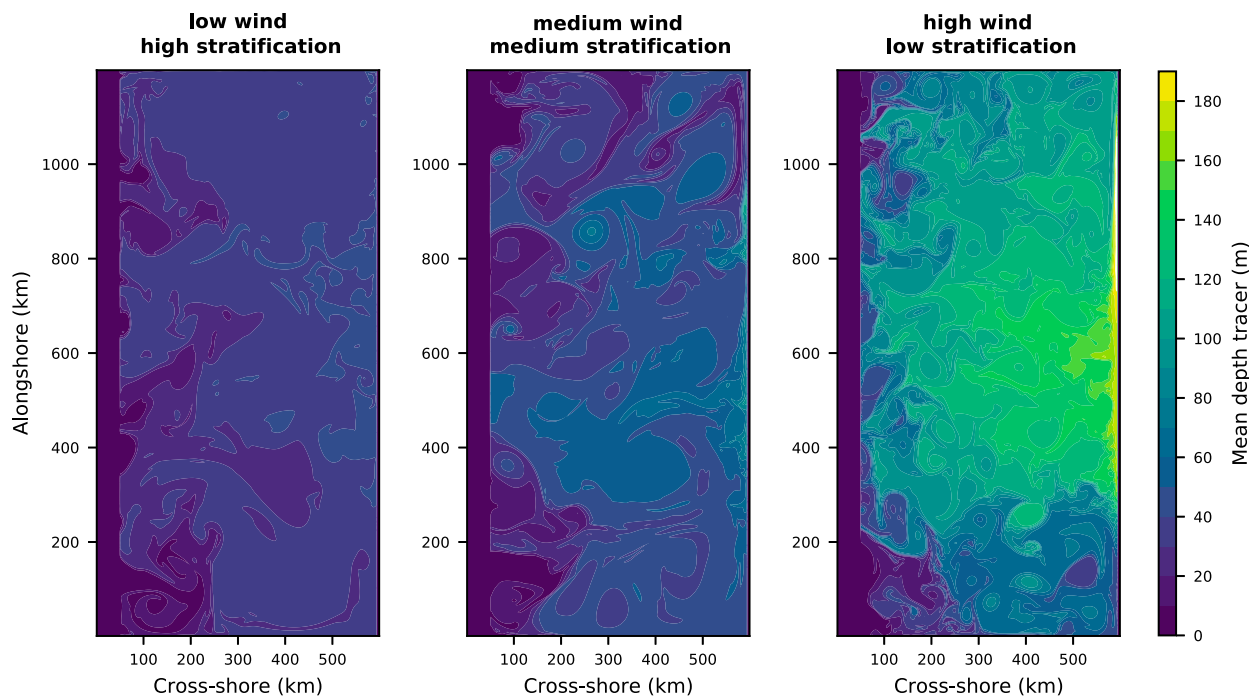 low wind
high stratification
medium wind
medium stratification
high wind
low stratification
Alongshore (km)
1000
800
600
400
200
100 200 300 400 500
Cross-shore (km)
1000
800
600
400
200
100 200 300 400 500
Cross-shore (km)
1000
800
600
400
200
100 200 300 400 500
Cross-shore (km)
180
160
140
120
100
80
60
40
20
0
Mean depth tracer (m)